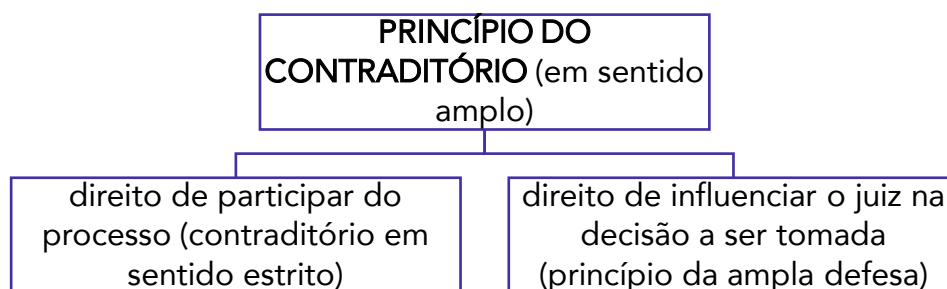 PRINCÍPIO DO
CONTRADITÓRIO (em sentido
amplo)
direito de participar do
processo (contraditório em
sentido estrito)
direito de influenciar o juiz na
decisão a ser tomada
(princípio da ampla defesa)